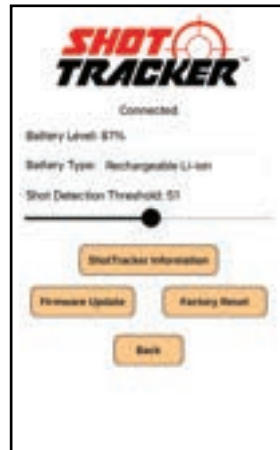 SHOT
TRACKER™
Connected
Battery Level: 87%
Battery Type: Rechargeable Li-ion
Shot Detection Threshold: 51
ShotTracker Information
Firmware Update
Factory Reset
Back